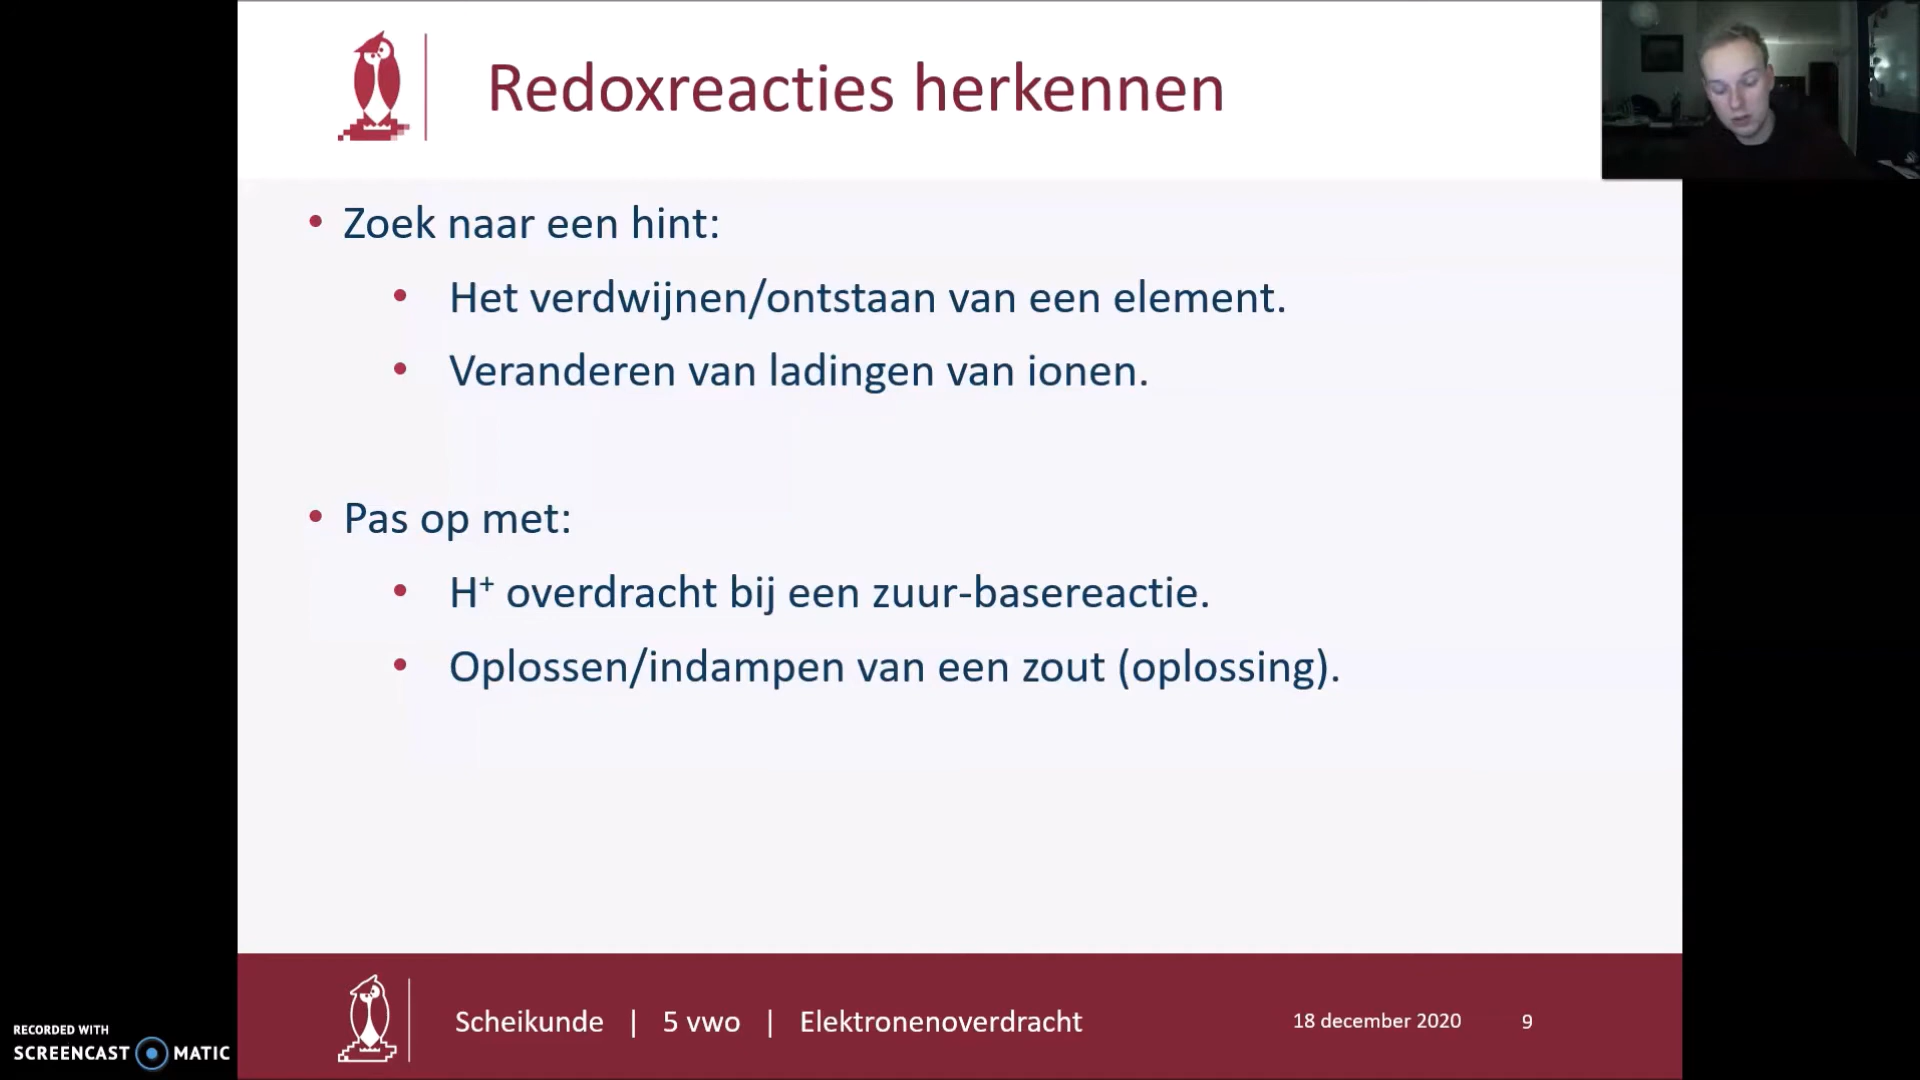 Redoxreacties herkennen
• Zoek naar een hint:
• Het verdwijnen/ontstaan van een element.
• Veranderen van ladingen van ionen.
• Pas op met:
• H⁺ overdracht bij een zuur-basereactie.
• Oplossen/indampen van een zout (oplossing).
Scheikunde | 5 vwo | Elektronenoverdracht
18 december 2020 9
RECORDED WITH
SCREENCAST MATIC